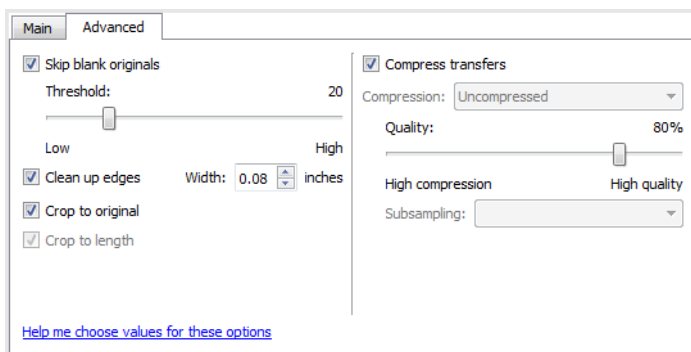 Main Advanced
Skip blank originals
Threshold: 20
Low High
Clean up edges Width: 0.08 inches
Crop to original
Crop to length
Help me choose values for these options
Compress transfers
Compression: Uncompressed
Quality: 80%
High compression High quality
Subsampling: